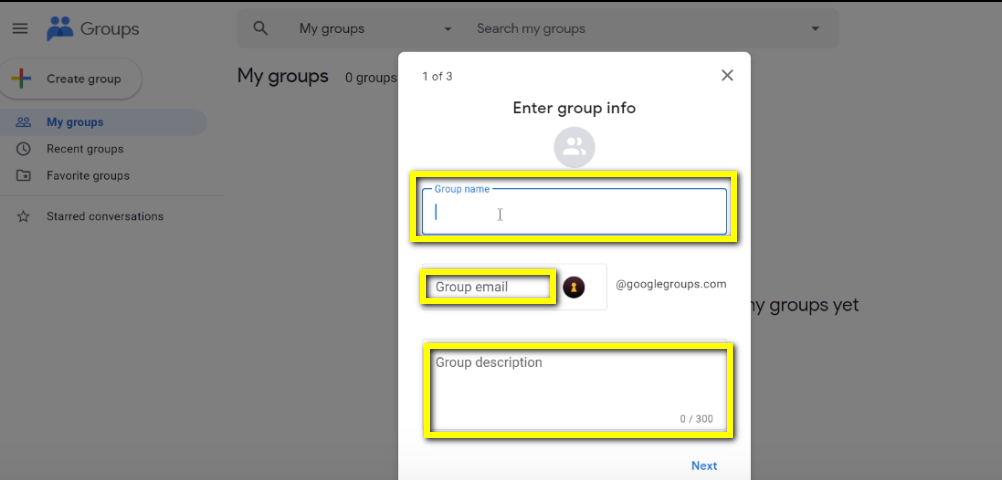 Groups
My groups
Search my groups
Create group
My groups
0 groups
My groups
Recent groups
Favorite groups
Starred conversations
1 of 3
Enter group info
Group name
Group email
@googlegroups.com
Group description
0 / 300
Next
groups yet